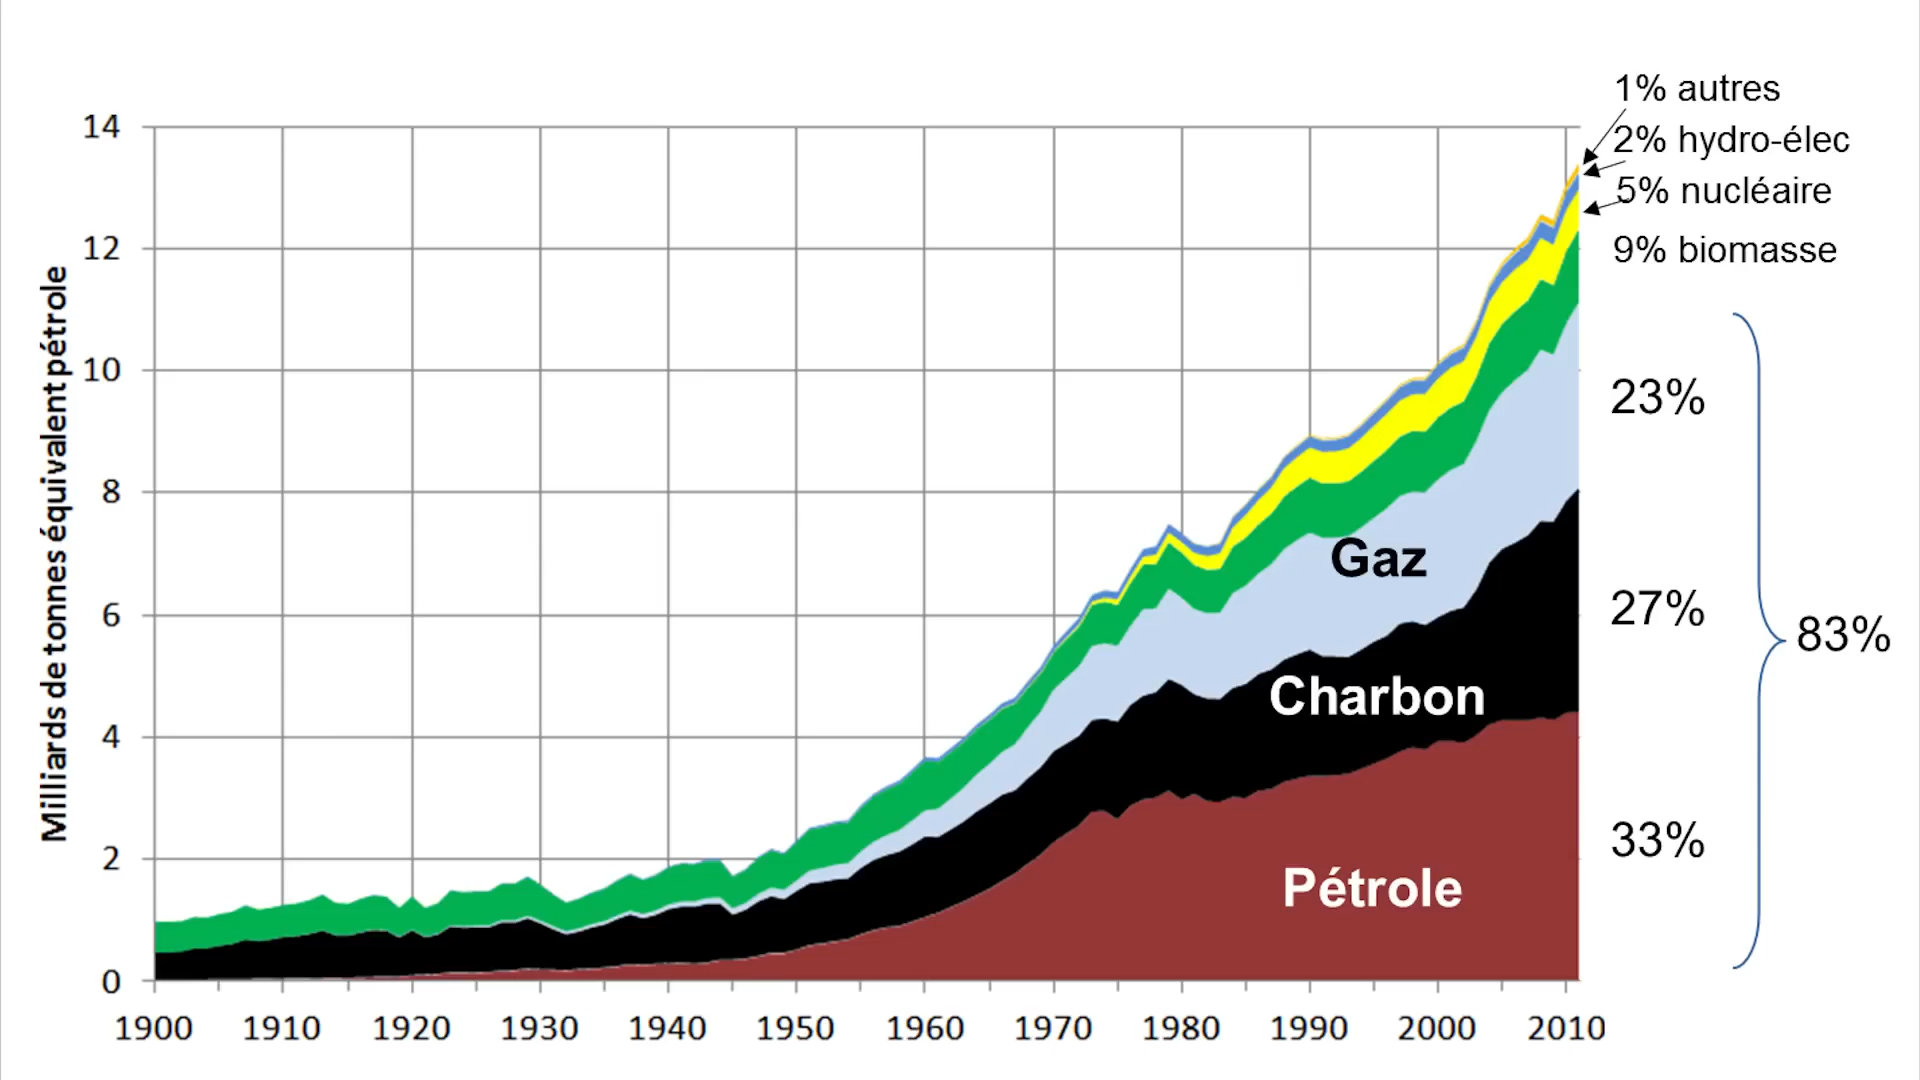 1% autres
2% hydro-élec
5% nucléaire
9% biomasse
23%
27%
33%
83%
Milliards de tonnes équivalent pétrole
14
12
10
8
6
4
2
0
Gaz
Charbon
Pétrole
1900 1910 1920 1930 1940 1950 1960 1970 1980 1990 2000 2010